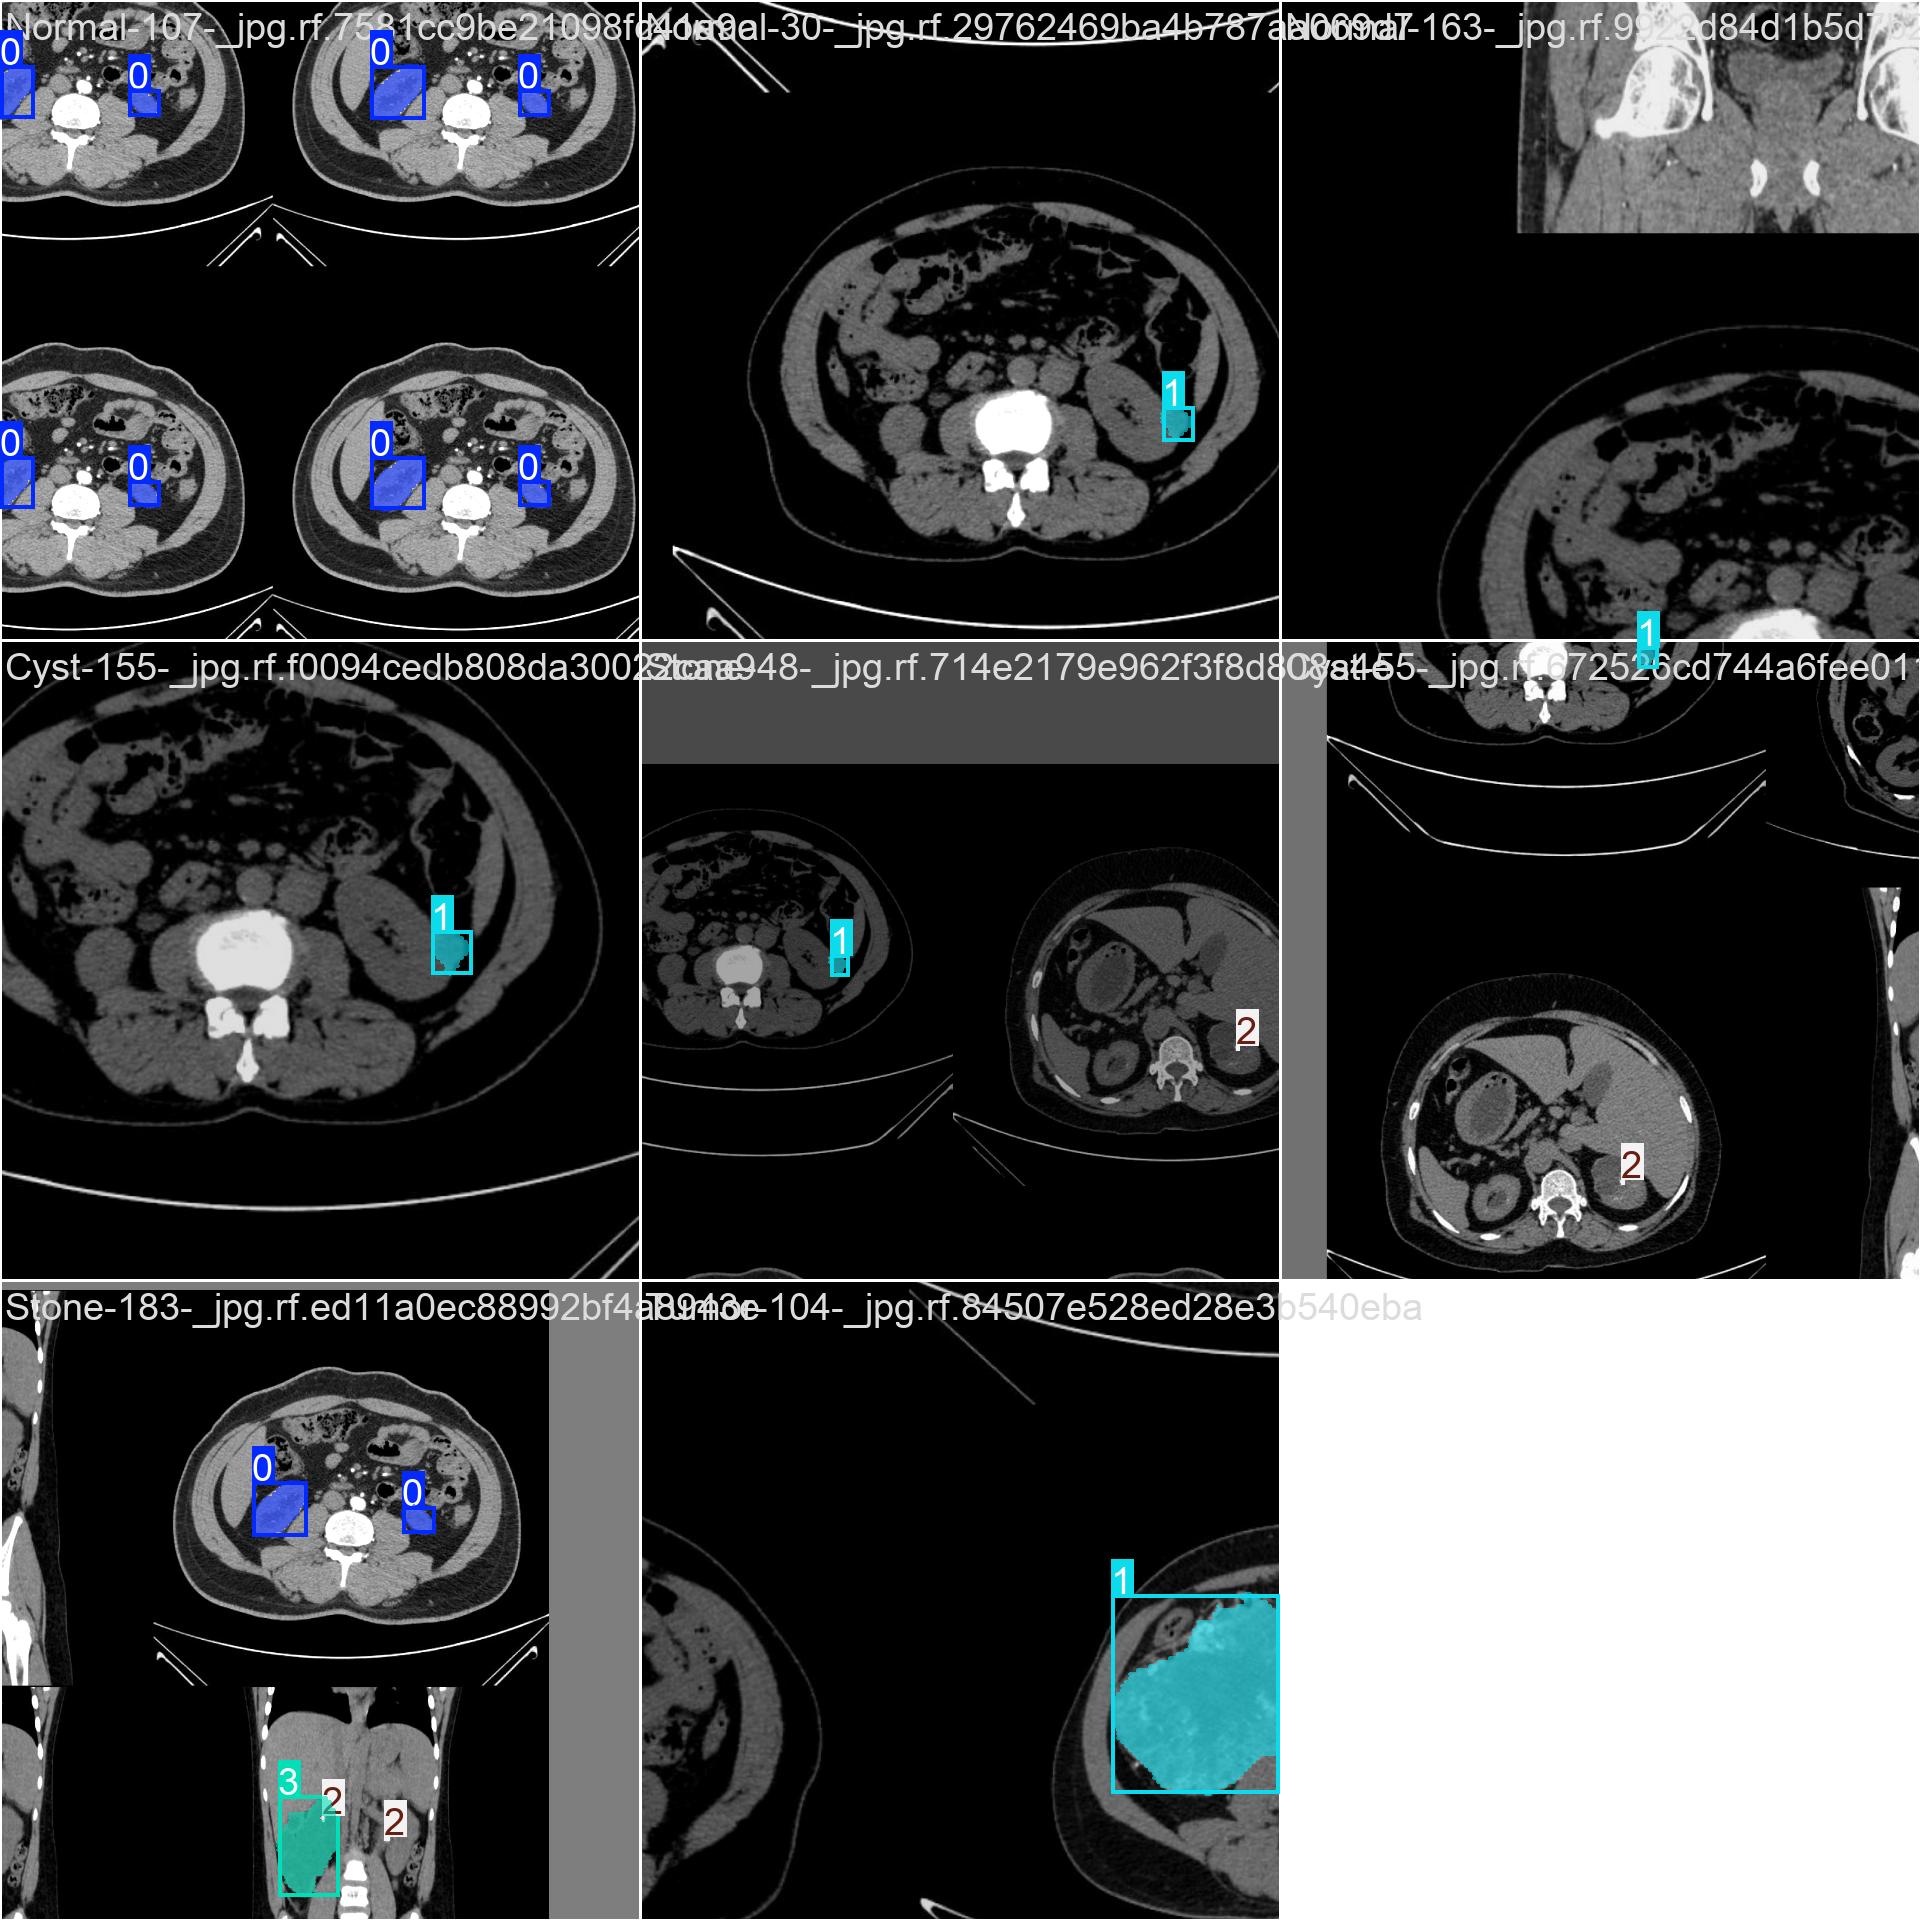 Normal-107-_jpg.rf.7581cc9be21098fd
Normal-30-_jpg.rf.29762469ba4b787a
Normal-163-_jpg.rf.9922d84d1b5d7b
0
0
0
0
1
0
0
0
0
1
Cyst-155-_jpg.rf.f0094cedb808da3002
Stone-948-_jpg.rf.714e2179e962f3f8d808a4e
Cyst-455-_jpg.rf.672526cd744a6fee01
1
1
2
2
Stone-183-_jpg.rf.ed11a0ec88992bf4a
Tumor-104-_jpg.rf.84507e528ed28e3b540eba
0
0
1
3
2
2